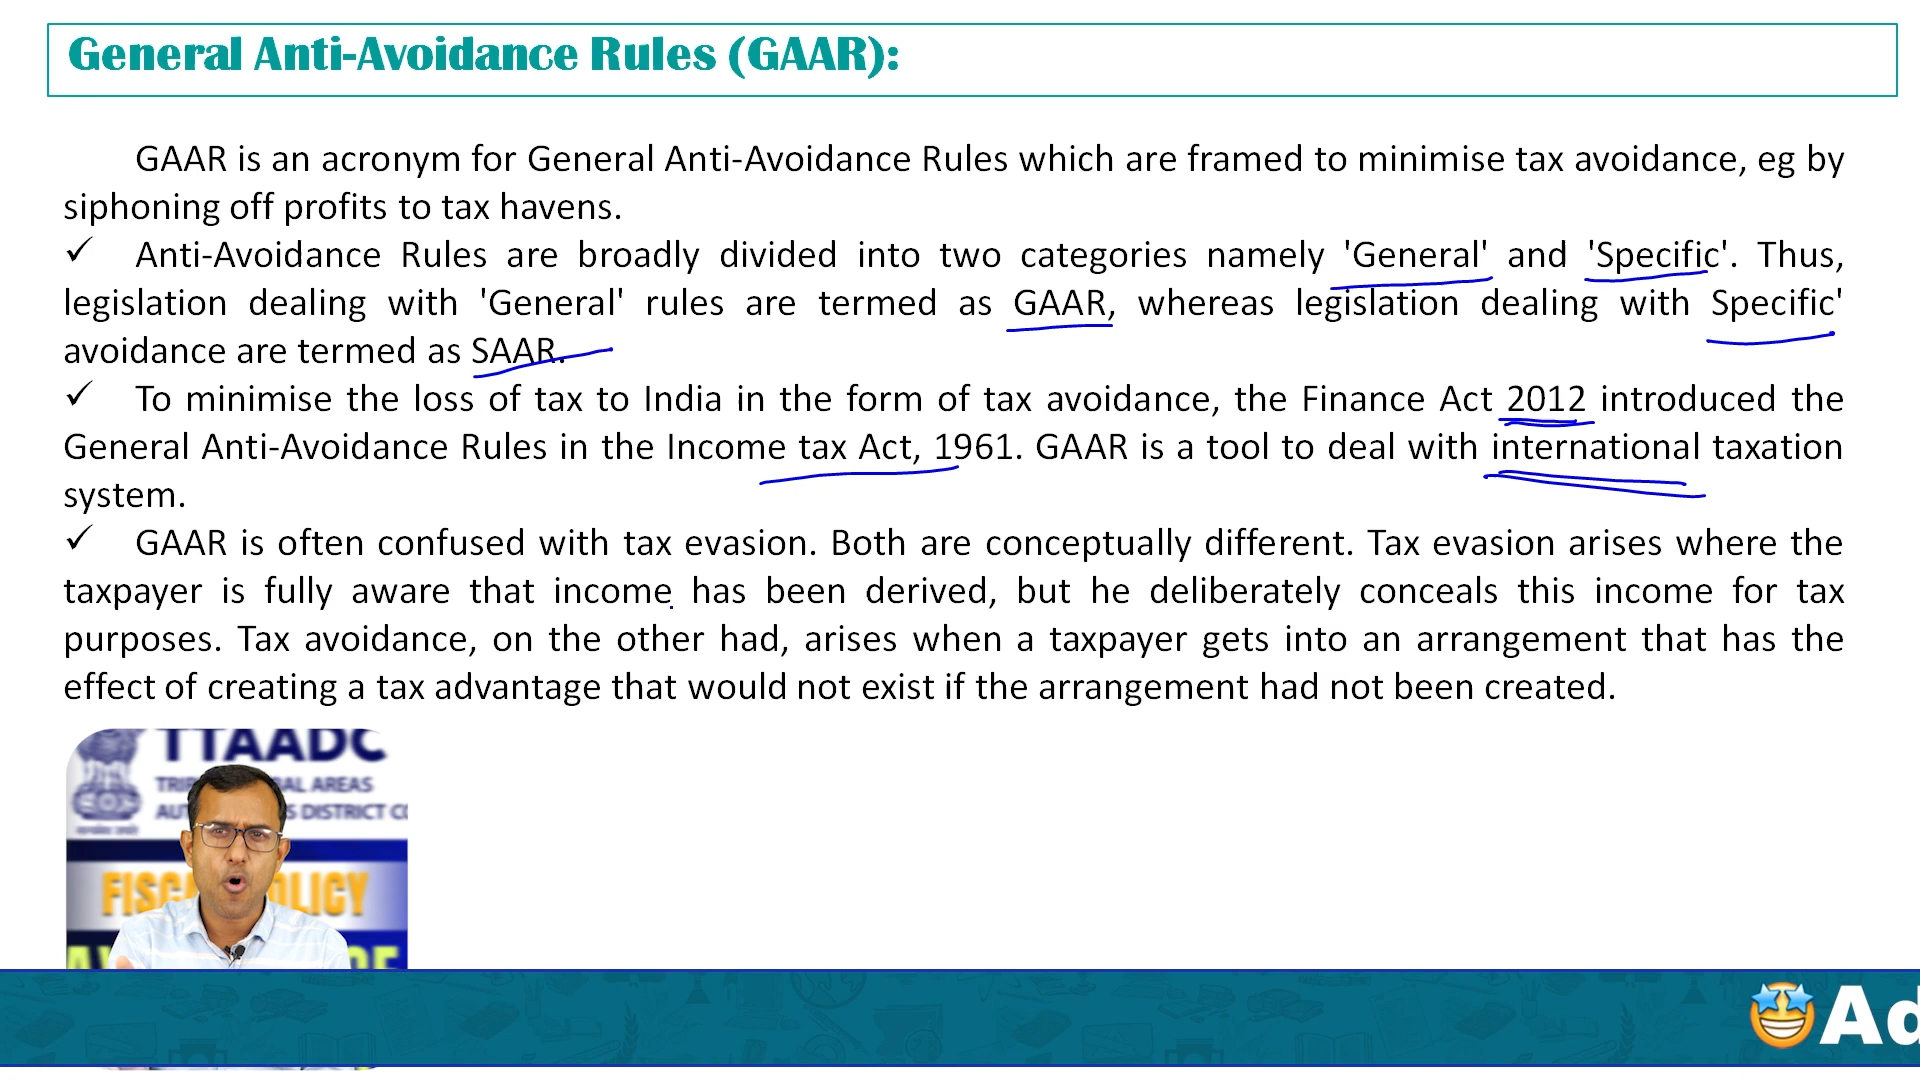 General Anti-Avoidance Rules (GAAR):
GAAR is an acronym for General Anti-Avoidance Rules which are framed to minimise tax avoidance, eg by
siphoning off profits to tax havens.
✓ Anti-Avoidance Rules are broadly divided into two categories namely 'General' and 'Specific'. Thus,
legislation dealing with 'General' rules are termed as GAAR, whereas legislation dealing with Specific'
avoidance are termed as SAAR.
✓ To minimise the loss of tax to India in the form of tax avoidance, the Finance Act 2012 introduced the
General Anti-Avoidance Rules in the Income tax Act, 1961. GAAR is a tool to deal with international taxation
system.
✓ GAAR is often confused with tax evasion. Both are conceptually different. Tax evasion arises where the
taxpayer is fully aware that income has been derived, but he deliberately conceals this income for tax
purposes. Tax avoidance, on the other had, arises when a taxpayer gets into an arrangement that has the
effect of creating a tax advantage that would not exist if the arrangement had not been created.
TTAADC
AL AREAS
S DISTRICT
Ad